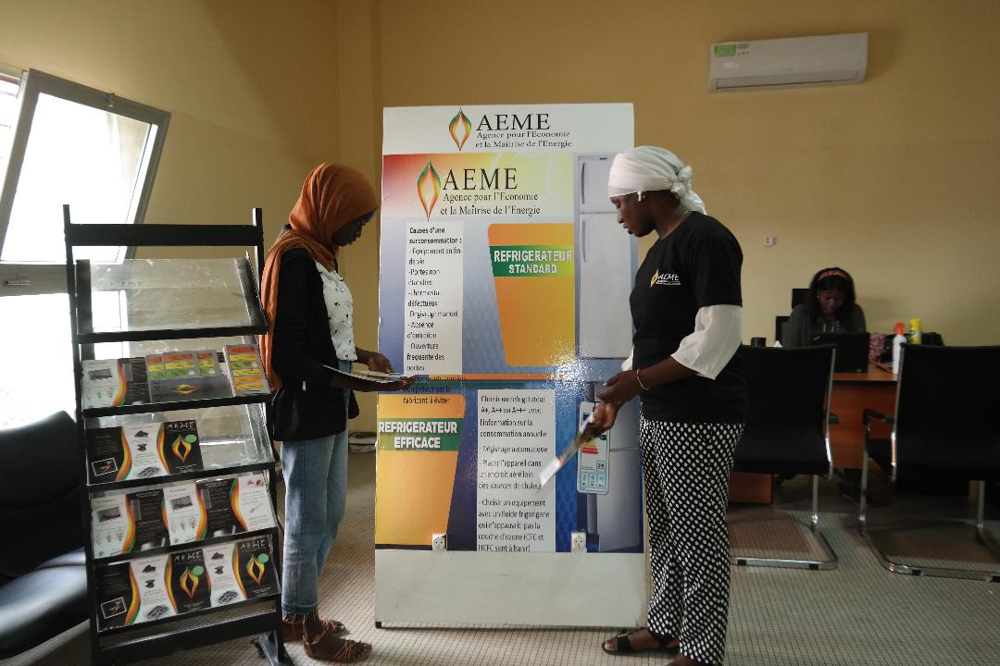 AEME
Agence pour l'Economie
et la Maîtrise de l'Energie
AEME
Agence pour l'Economie
et la Maîtrise de l'Energie
Causes d'une
surconsommation :
- Equipement en fin
de vie
-Portes non
étanches
-Thermostat
défectueux
-Dégivrage manuel
- Absence
d'entretien
- Ouverture
fréquente des
portes
fabricant à éviter
REFRIGERATEUR
STANDARD
REFRIGERATEUR
EFFICACE
Choisir un refrigérateur
A+, A++ ou A+++ avec
l'information sur la
consommation annuelle
- Dégivrage automatique
- Placer l'appareil dans
un endroit aéré loin
des sources de chaleur
- Choisir un equipement
avec un fluide frigorigène
qui n'appauvrit pas la
couche d'ozone (CFC et
HCFC sont à banir)
AEME
AEME
AEME
AEME